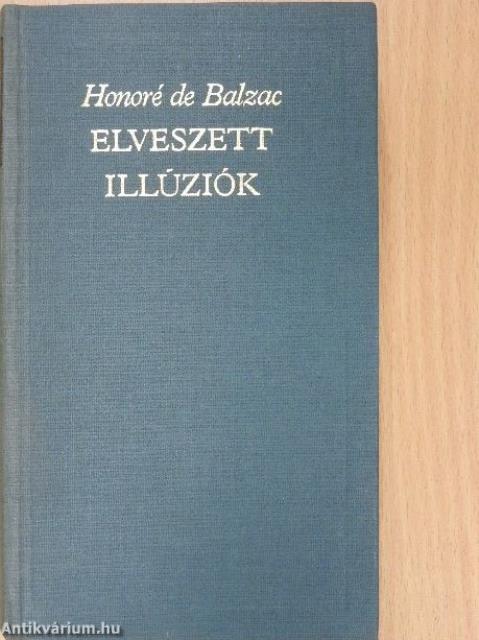 Honoré de Balzac
ELVESZETT
ILLÚZIÓK
Antikvárium.hu